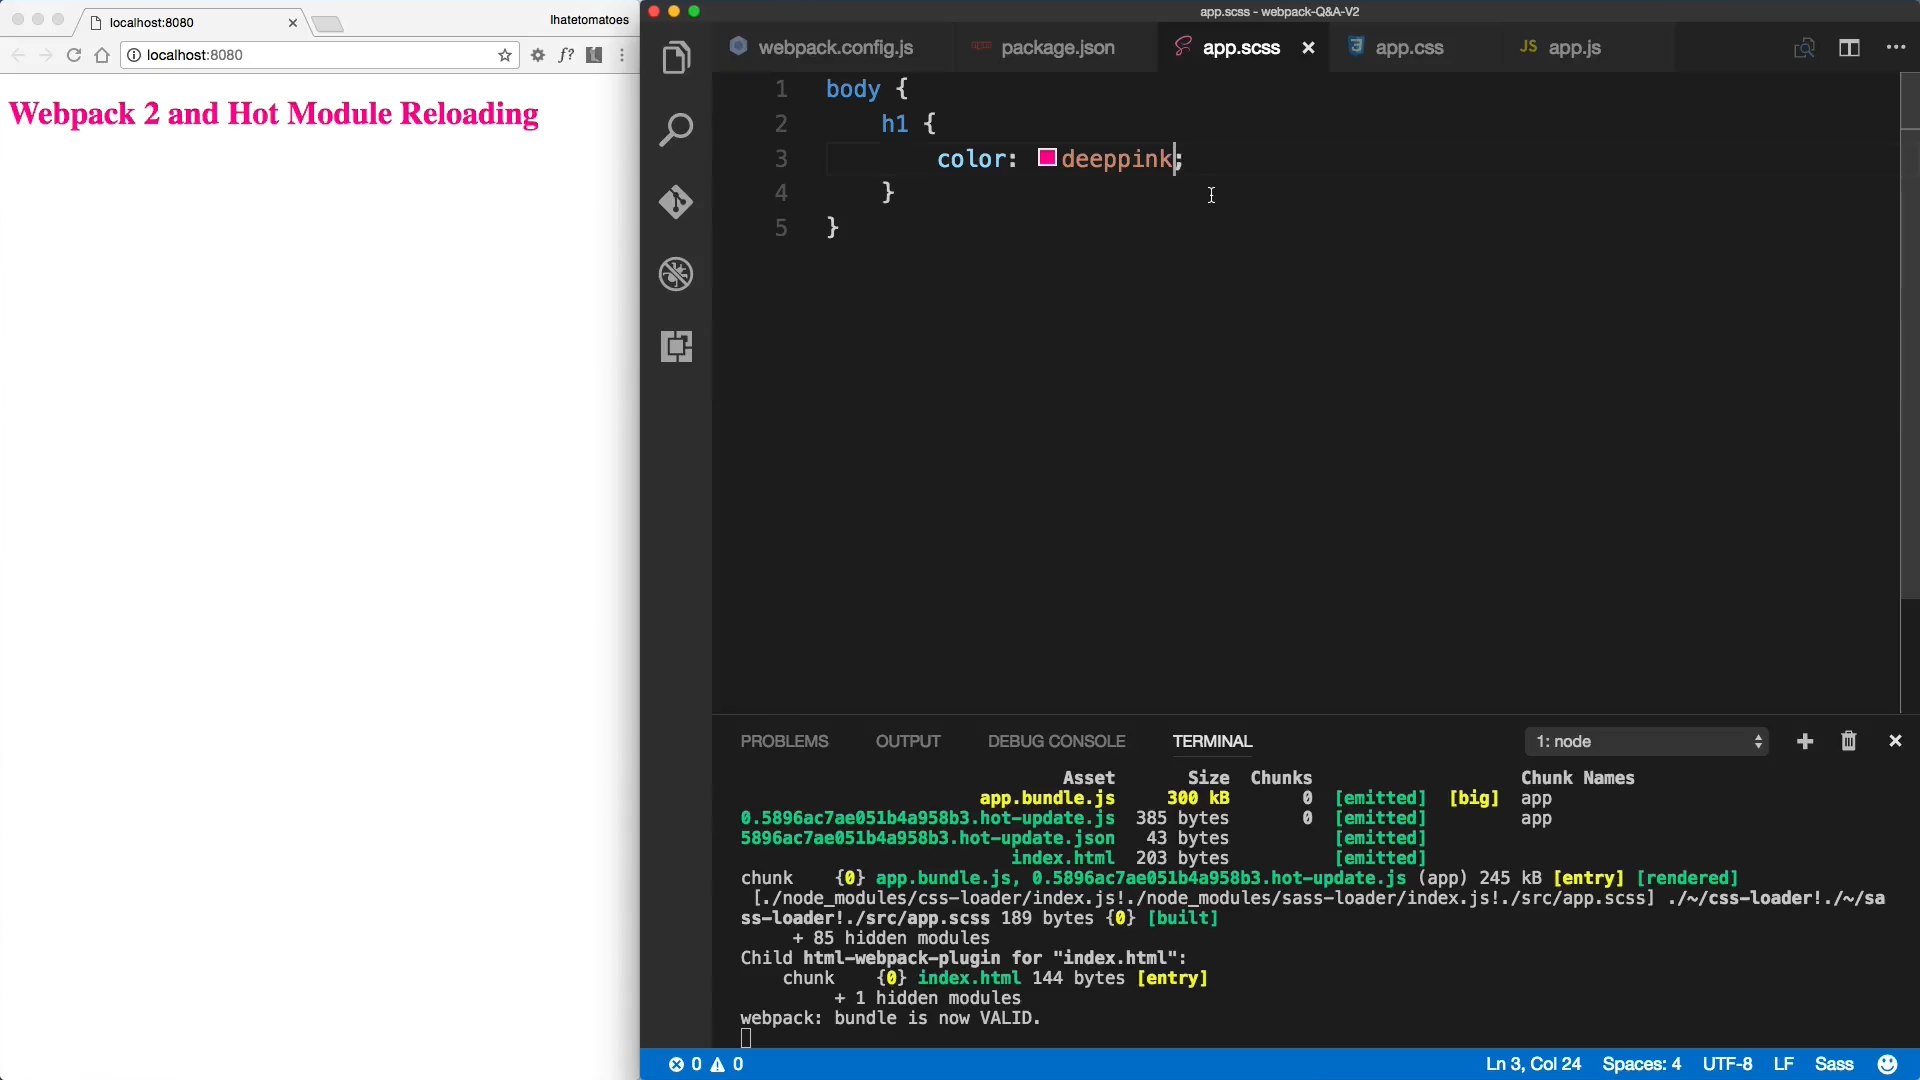 localhost:8080
Ihatetomatoes
localhost:8080
f?
Webpack 2 and Hot Module Reloading
app.scss - webpack-Q&A-V2
webpack.config.js
package.json
app.scss
app.css
JS app.js
1 body {
2 h1 {
3 color: deeppink;
4 }
5 }
PROBLEMS
OUTPUT
DEBUG CONSOLE
TERMINAL
1: node
Asset Size Chunks Chunk Names
app.bundle.js 300 kB 0 [emitted] [big] app
0.5896ac7ae051b4a958b3.hot-update.js 385 bytes 0 [emitted] app
5896ac7ae051b4a958b3.hot-update.json 43 bytes [emitted]
index.html 203 bytes [emitted]
chunk {0} app.bundle.js, 0.5896ac7ae051b4a958b3.hot-update.js (app) 245 kB [entry] [rendered]
[./node_modules/css-loader/index.js!./node_modules/sass-loader/index.js!./src/app.scss] ./~/css-loader!./~/sa
ss-loader!./src/app.scss 189 bytes {0} [built]
+ 85 hidden modules
Child html-webpack-plugin for "index.html":
chunk {0} index.html 144 bytes [entry]
+ 1 hidden modules
webpack: bundle is now VALID.
0 0
Ln 3, Col 24
Spaces: 4
UTF-8
LF
Sass